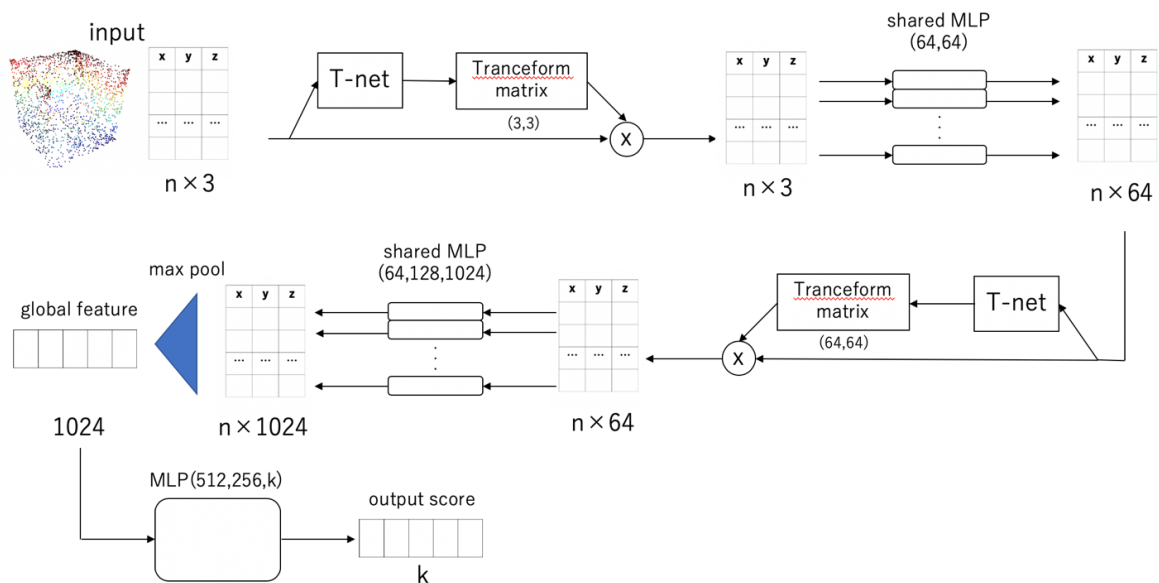 input
x y z
... ... ...
n×3
T-net
Tranceform
matrix
(3,3)
X
x y z
... ... ...
n×3
shared MLP
(64,64)
x y z
... ... ...
n×64
T-net
Tranceform
matrix
(64,64)
X
x y z
... ... ...
n×64
shared MLP
(64,128,1024)
x y z
... ... ...
n×1024
max pool
global feature
1024
MLP(512,256,k)
output score
k